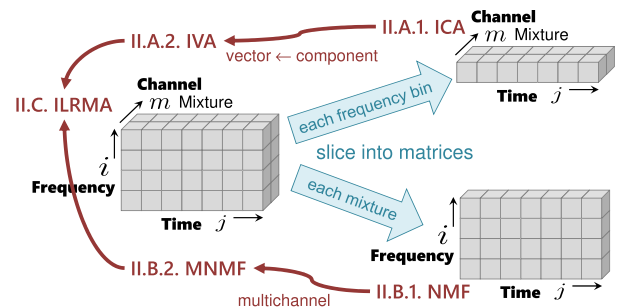 II.A.2. IVA
II.A.1. ICA
vector ← component
Channel
m Mixture
Time j →
II.C. ILRMA
Channel
m Mixture
i
Frequency
Time j →
each frequency bin
slice into matrices
each mixture
i
Frequency
Time j →
II.B.2. MNMF
multichannel
II.B.1. NMF